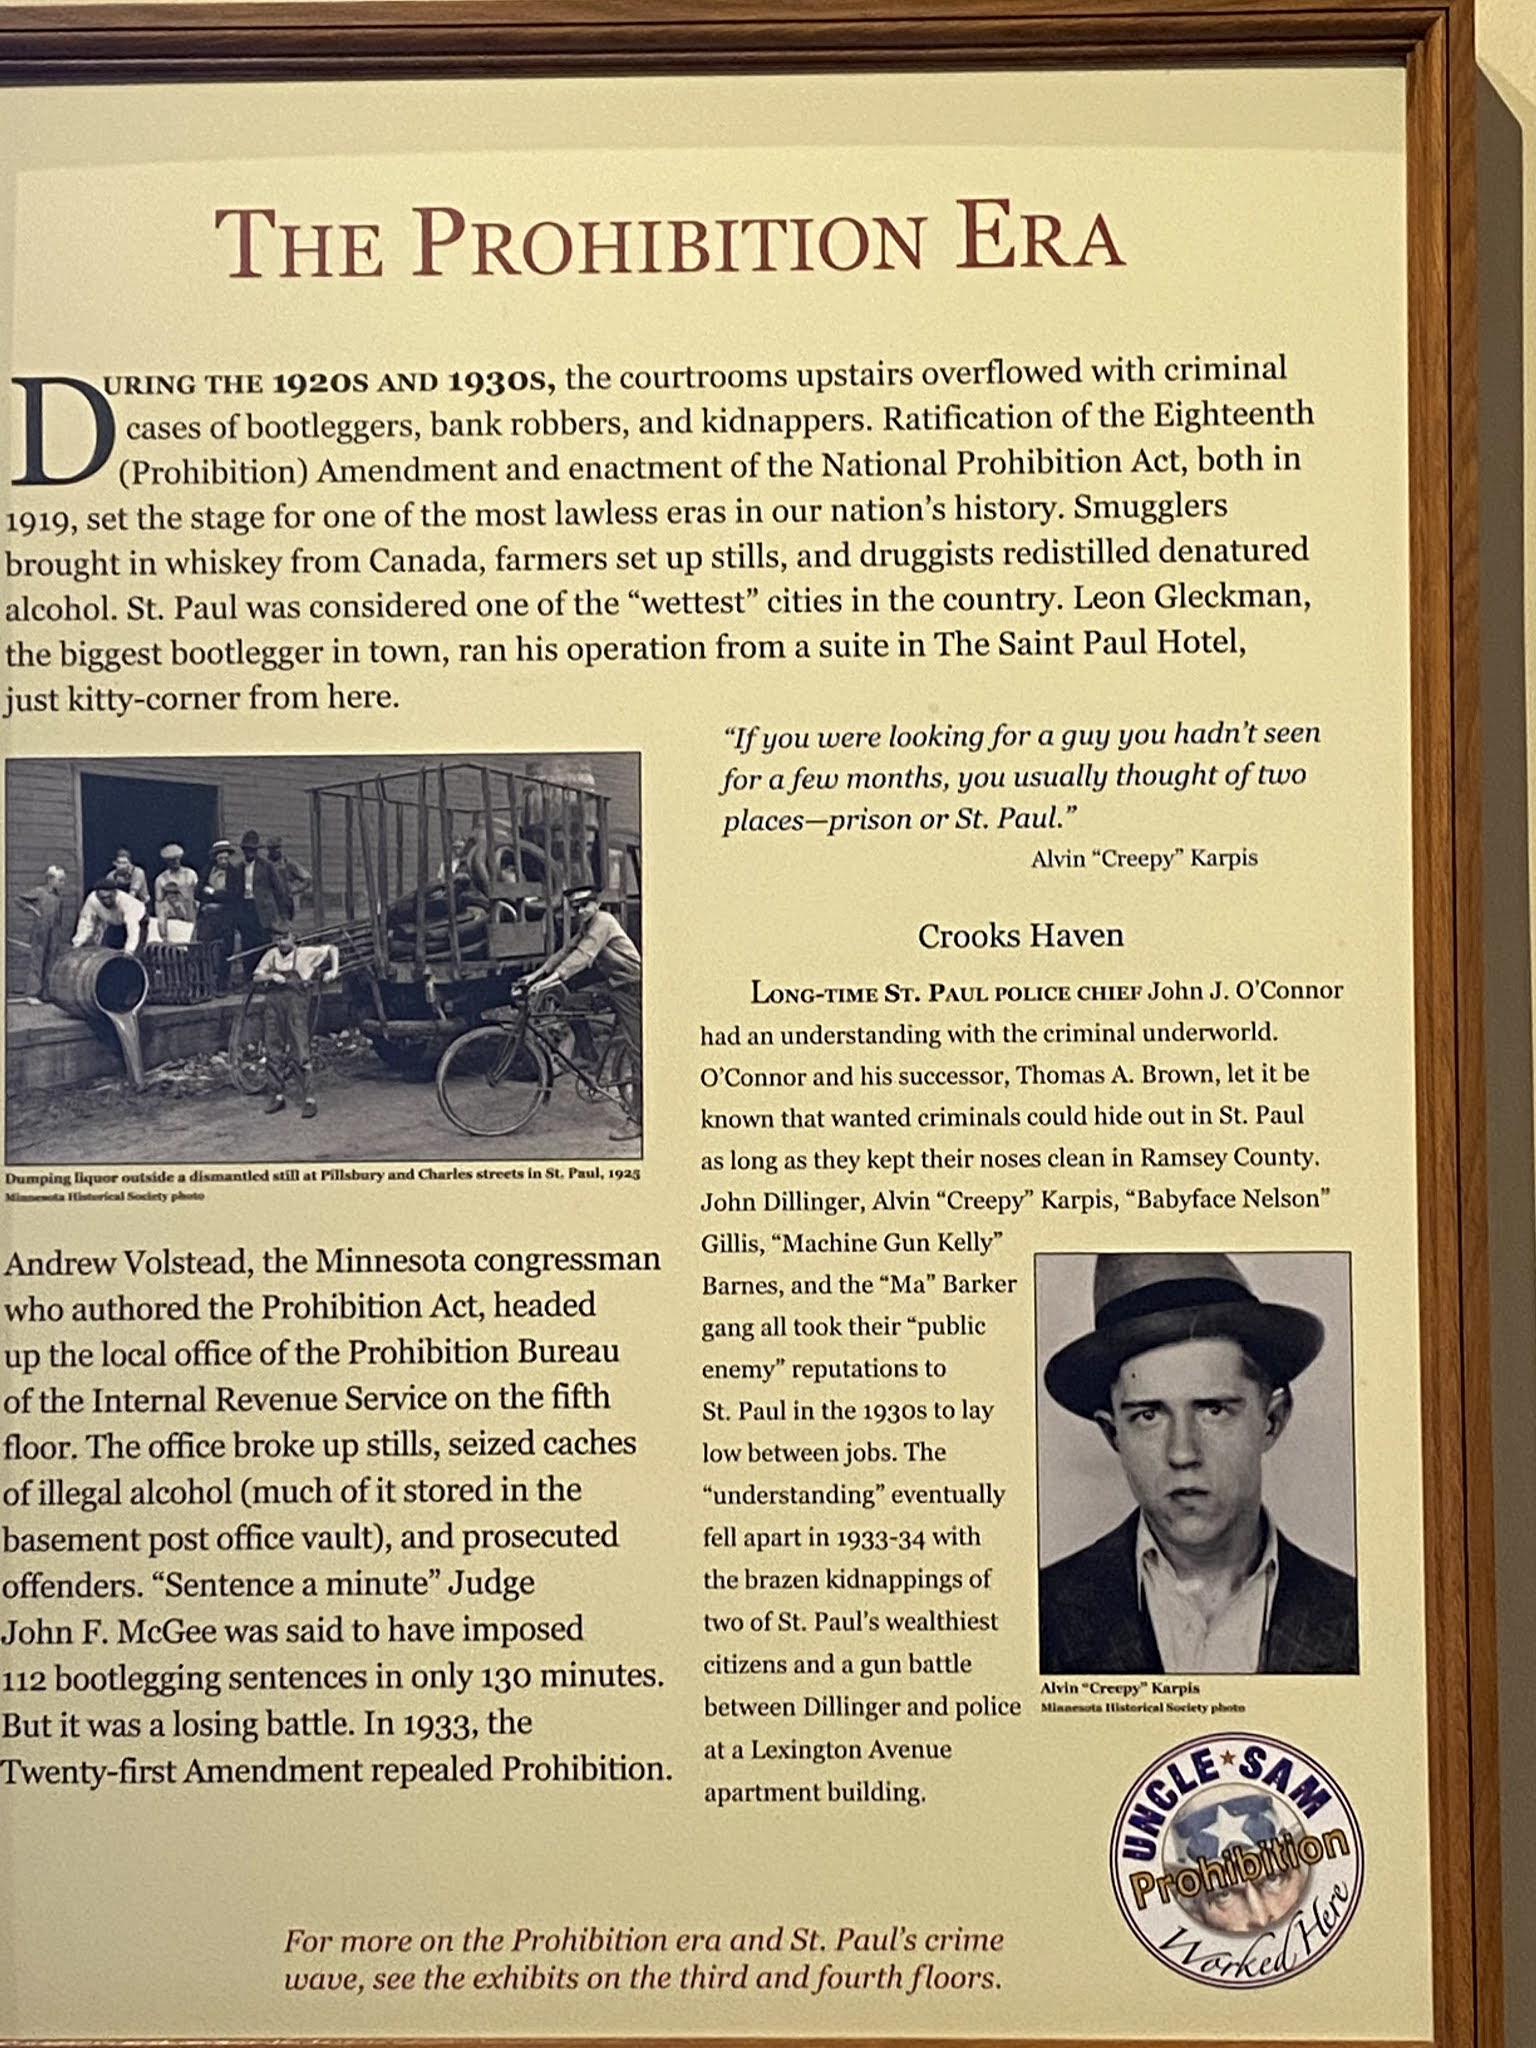 THE PROHIBITION ERA
DURING THE 1920S AND 1930S, the courtrooms upstairs overflowed with criminal
cases of bootleggers, bank robbers, and kidnappers. Ratification of the Eighteenth
(Prohibition) Amendment and enactment of the National Prohibition Act, both in
1919, set the stage for one of the most lawless eras in our nation’s history. Smugglers
brought in whiskey from Canada, farmers set up stills, and druggists redistilled denatured
alcohol. St. Paul was considered one of the “wettest” cities in the country. Leon Gleckman,
the biggest bootlegger in town, ran his operation from a suite in The Saint Paul Hotel,
just kitty-corner from here.
Dumping liquor outside a dismantled still at Pillsbury and Charles streets in St. Paul, 1925
Minnesota Historical Society photo
Andrew Volstead, the Minnesota congressman
who authored the Prohibition Act, headed
up the local office of the Prohibition Bureau
of the Internal Revenue Service on the fifth
floor. The office broke up stills, seized caches
of illegal alcohol (much of it stored in the
basement post office vault), and prosecuted
offenders. “Sentence a minute” Judge
John F. McGee was said to have imposed
112 bootlegging sentences in only 130 minutes.
But it was a losing battle. In 1933, the
Twenty-first Amendment repealed Prohibition.
“If you were looking for a guy you hadn’t seen
for a few months, you usually thought of two
places—prison or St. Paul.”
Alvin “Creepy” Karpis
Crooks Haven
LONG-TIME ST. PAUL POLICE CHIEF John J. O’Connor
had an understanding with the criminal underworld.
O’Connor and his successor, Thomas A. Brown, let it be
known that wanted criminals could hide out in St. Paul
as long as they kept their noses clean in Ramsey County.
John Dillinger, Alvin “Creepy” Karpis, “Babyface Nelson”
Gillis, “Machine Gun Kelly”
Barnes, and the “Ma” Barker
gang all took their “public
enemy” reputations to
St. Paul in the 1930s to lay
low between jobs. The
“understanding” eventually
fell apart in 1933-34 with
the brazen kidnappings of
two of St. Paul’s wealthiest
citizens and a gun battle
between Dillinger and police
at a Lexington Avenue
apartment building.
Alvin “Creepy” Karpis
Minnesota Historical Society photo
UNCLE SAM
Prohibition
Worked Here
For more on the Prohibition era and St. Paul’s crime
wave, see the exhibits on the third and fourth floors.